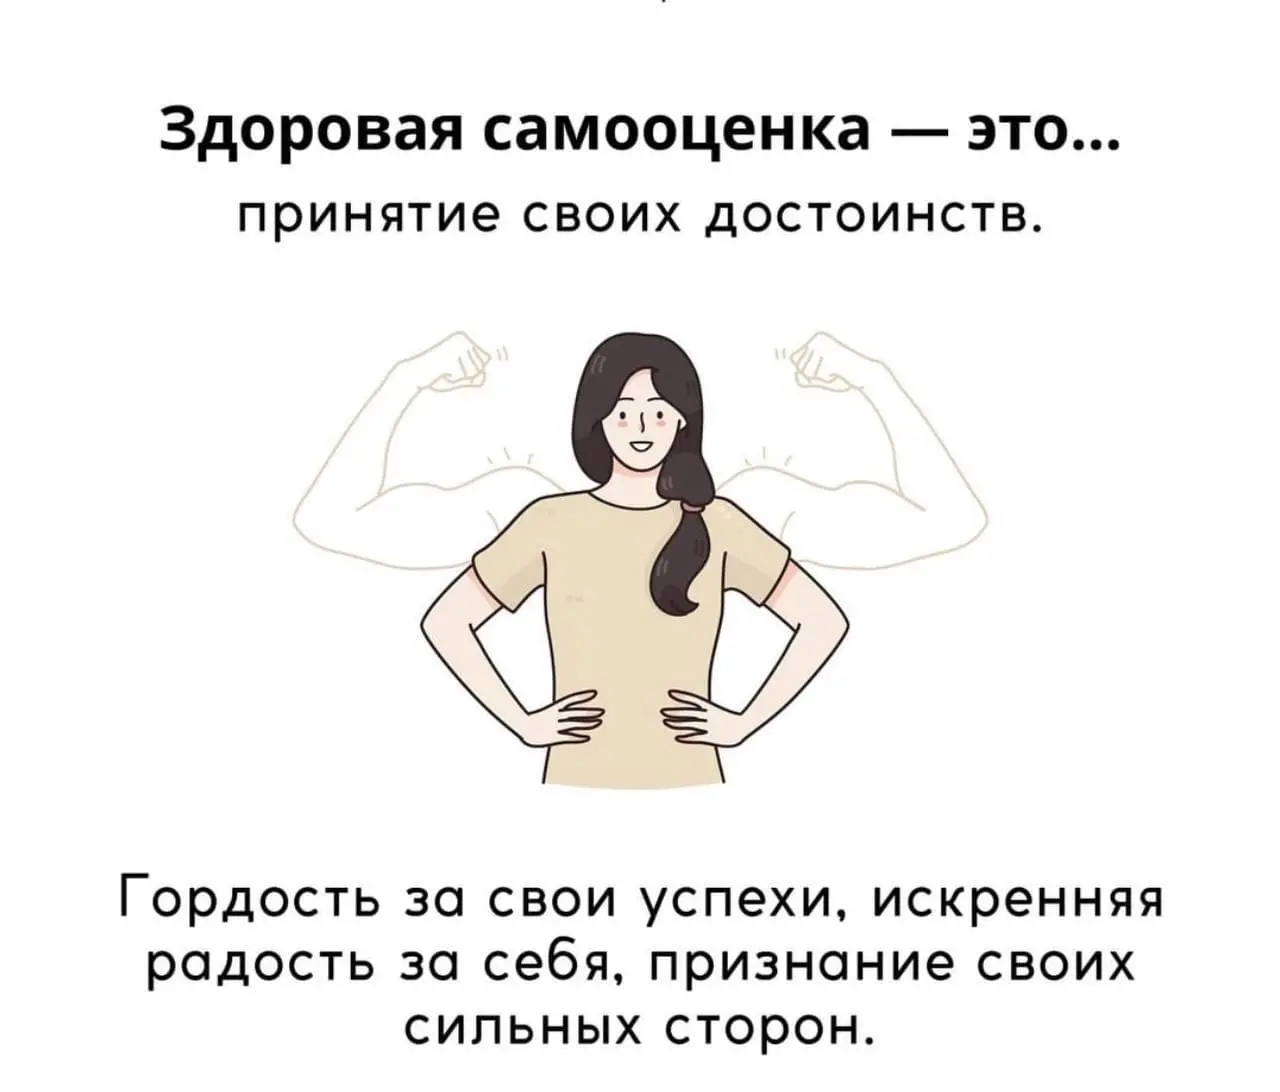 Здоровая самооценка — это...
принятие своих достоинств.
Гордость за свои успехи, искренняя
радость за себя, признание своих
сильных сторон.